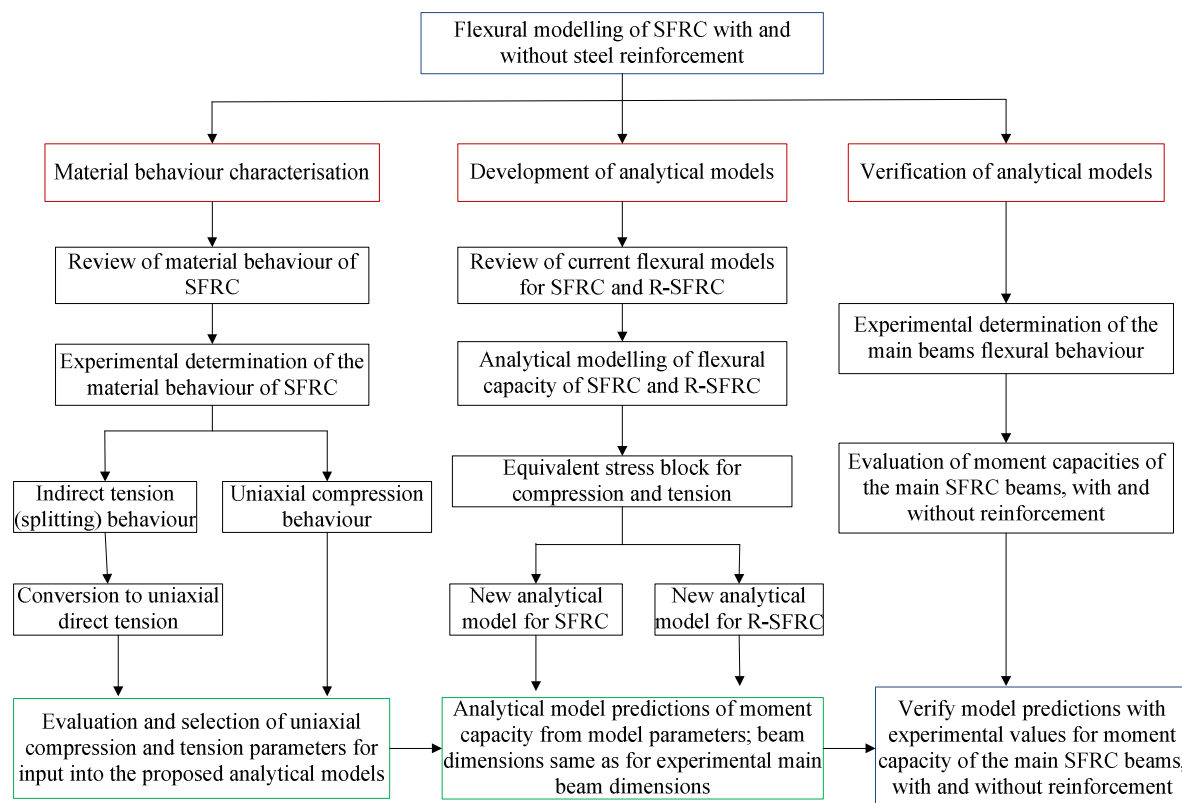 Flexural modelling of SFRC with and
without steel reinforcement
Material behaviour characterisation
Development of analytical models
Verification of analytical models
Review of material behaviour of
SFRC
Review of current flexural models
for SFRC and R-SFRC
Experimental determination of the
main beams flexural behaviour
Experimental determination of the
material behaviour of SFRC
Analytical modelling of flexural
capacity of SFRC and R-SFRC
Indirect tension
(splitting) behaviour
Uniaxial compression
behaviour
Equivalent stress block for
compression and tension
Evaluation of moment capacities of
the main SFRC beams, with and
without reinforcement
Conversion to uniaxial
direct tension
New analytical
model for SFRC
New analytical
model for R-SFRC
Evaluation and selection of uniaxial
compression and tension parameters for
input into the proposed analytical models
Analytical model predictions of moment
capacity from model parameters; beam
dimensions same as for experimental main
beam dimensions
Verify model predictions with
experimental values for moment
capacity of the main SFRC beams,
with and without reinforcement